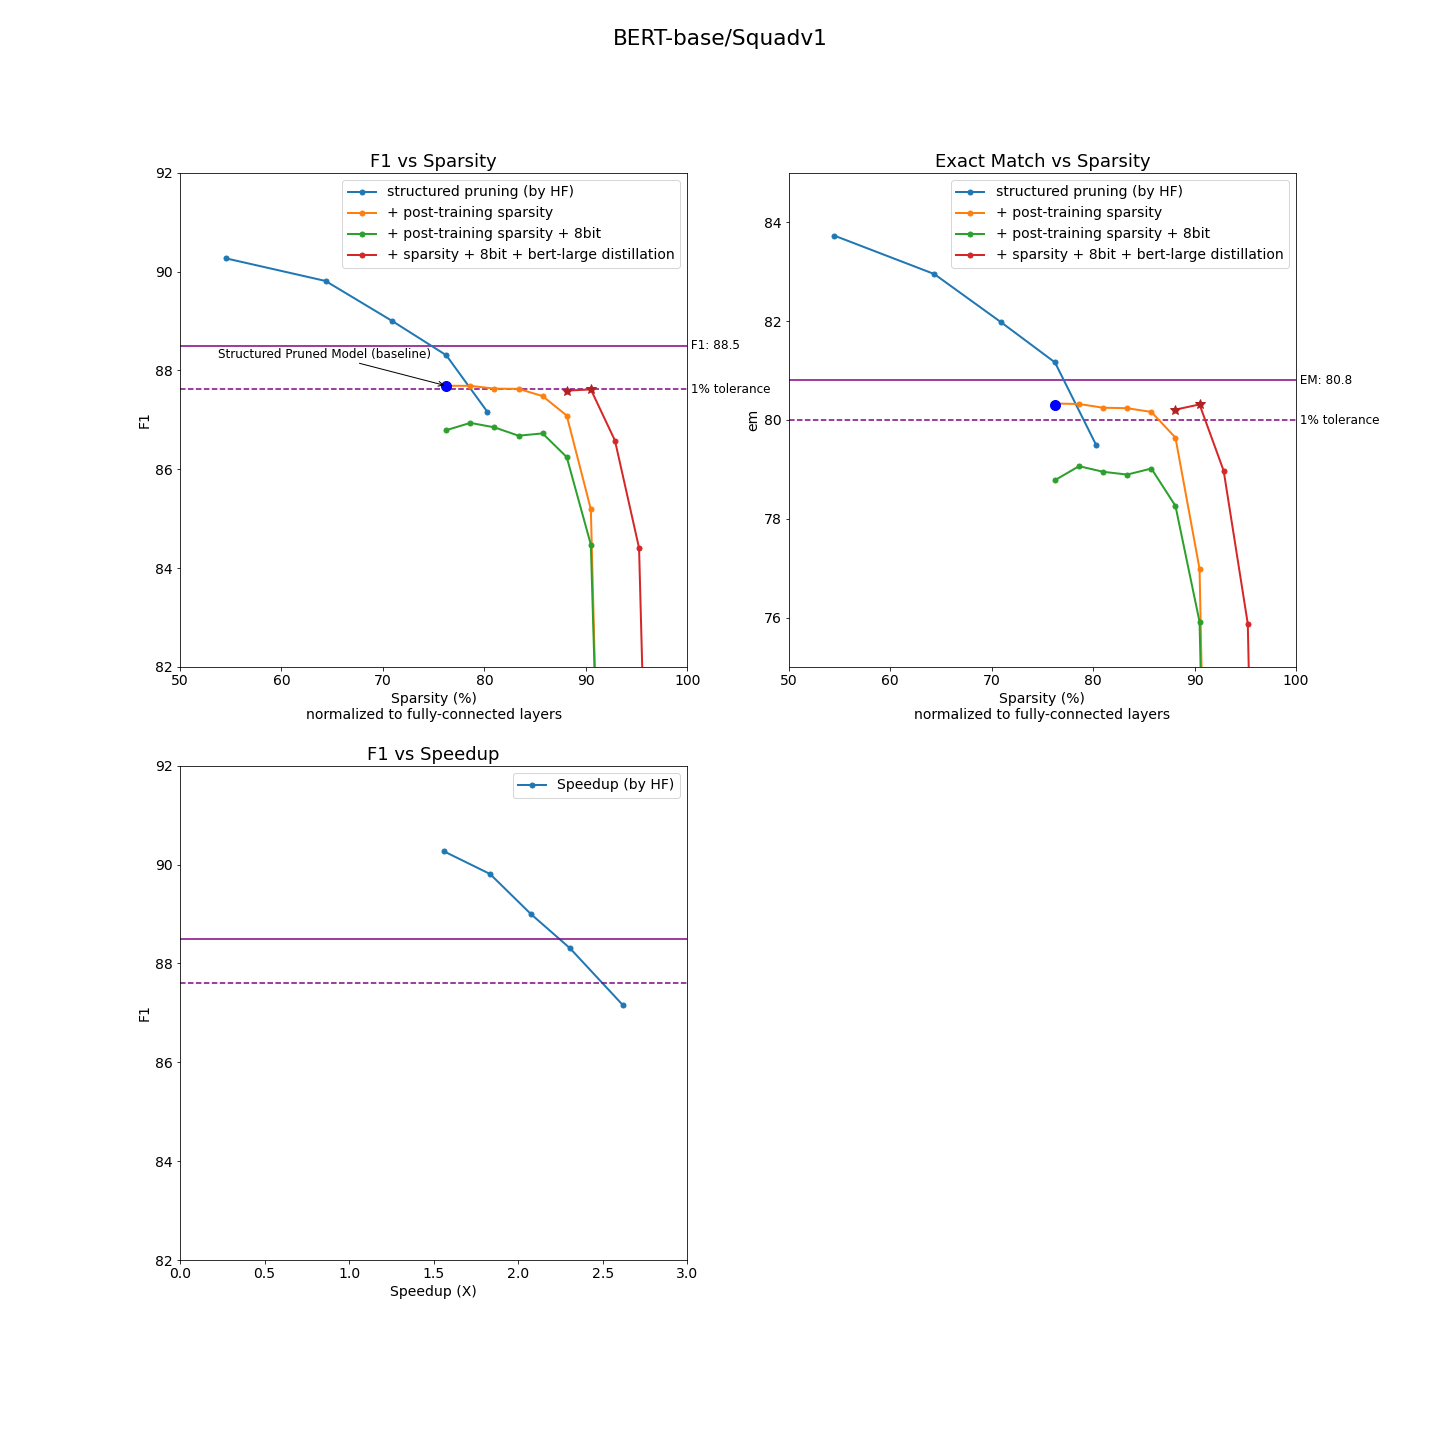 BERT-base/Squadv1
F1 vs Sparsity
92
90
88
86
84
82
F1
structured pruning (by HF)
+ post-training sparsity
+ post-training sparsity + 8bit
+ sparsity + 8bit + bert-large distillation
Structured Pruned Model (baseline)
F1: 88.5
1% tolerance
50 60 70 80 90 100
Sparsity (%)
normalized to fully-connected layers
Exact Match vs Sparsity
84
82
80
78
76
em
structured pruning (by HF)
+ post-training sparsity
+ post-training sparsity + 8bit
+ sparsity + 8bit + bert-large distillation
EM: 80.8
1% tolerance
50 60 70 80 90 100
Sparsity (%)
normalized to fully-connected layers
F1 vs Speedup
92
90
88
86
84
82
F1
Speedup (by HF)
0.0 0.5 1.0 1.5 2.0 2.5 3.0
Speedup (X)